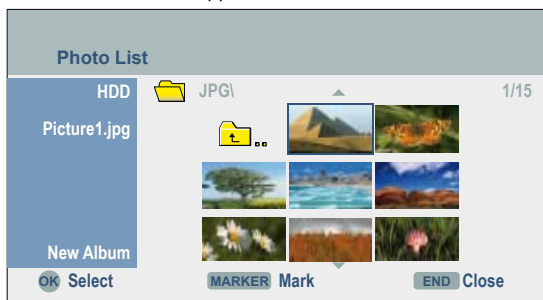 Photo List
HDD
JPG\
1/15
Picture1.jpg
..
New Album
OK Select
MARKER Mark
END Close